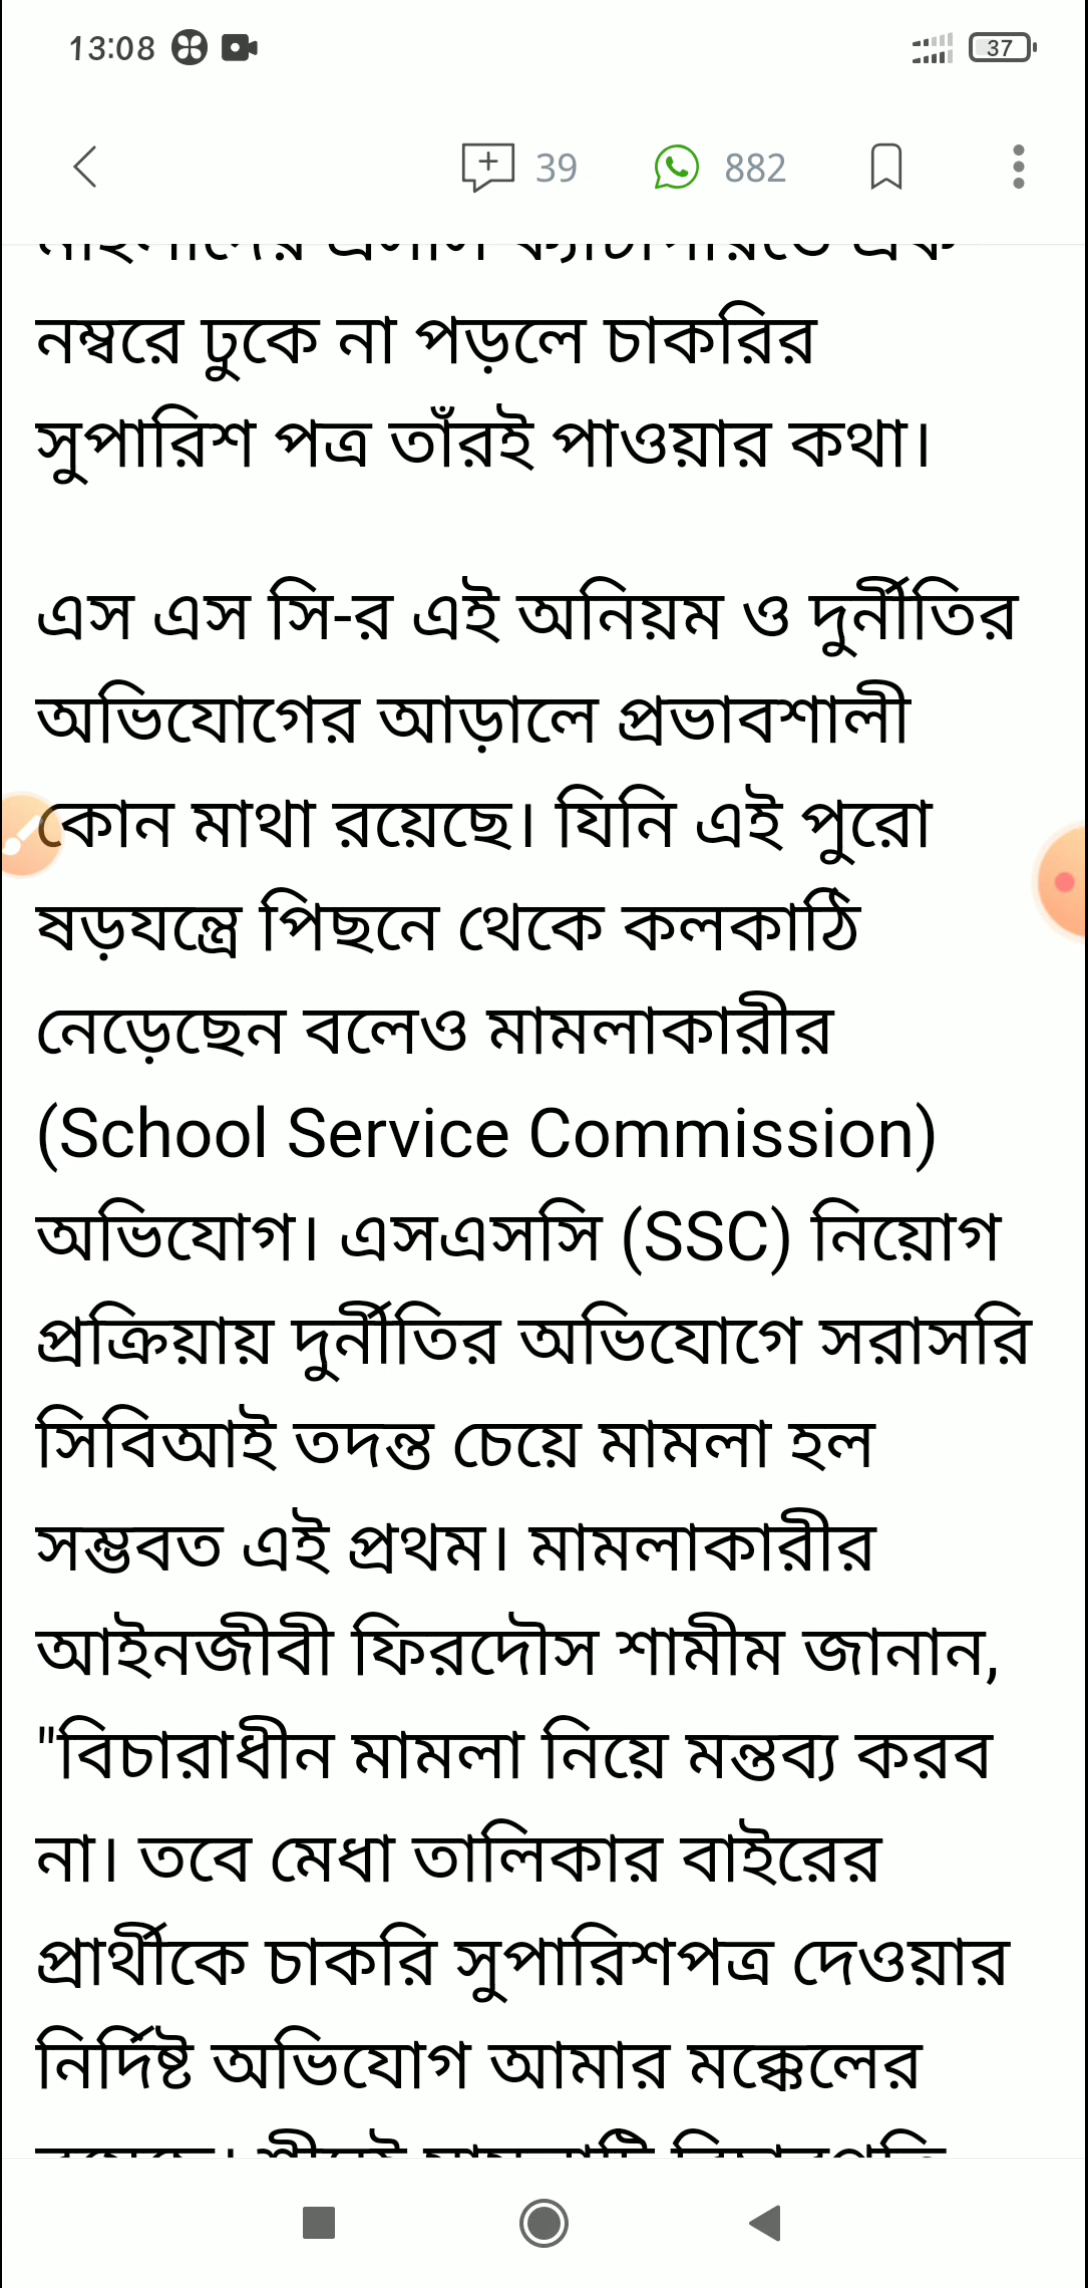 13:08
37
39
882
নম্বরে ঢুকে না পড়লে চাকরির
সুপারিশ পত্র তাঁরই পাওয়ার কথা।
এস এস সি-র এই অনিয়ম ও দুর্নীতির
অভিযোগের আড়ালে প্রভাবশালী
কোন মাথা রয়েছে। যিনি এই পুরো
ষড়যন্ত্রে পিছনে থেকে কলকাঠি
নেড়েছেন বলেও মামলাকারীর
(School Service Commission)
অভিযোগ। এসএসসি (SSC) নিয়োগ
প্রক্রিয়ায় দুর্নীতির অভিযোগে সরাসরি
সিবিআই তদন্ত চেয়ে মামলা হল
সম্ভবত এই প্রথম। মামলাকারীর
আইনজীবী ফিরদৌস শামীম জানান,
"বিচারাধীন মামলা নিয়ে মন্তব্য করব
না। তবে মেধা তালিকার বাইরের
প্রার্থীকে চাকরি সুপারিশপত্র দেওয়ার
নির্দিষ্ট অভিযোগ আমার মক্কেলের